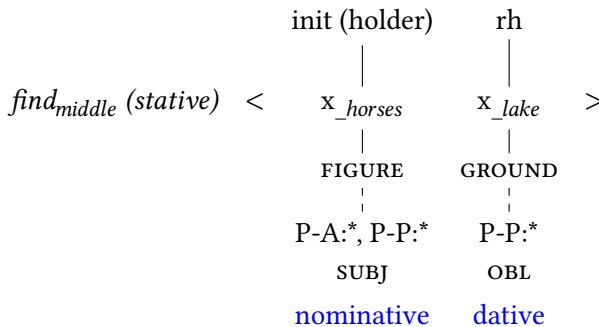 init (holder) rh
find_middle (stative) < x_horses x_lake >
FIGURE GROUND
P-A:*, P-P:* P-P:*
SUBJ OBL
nominative dative